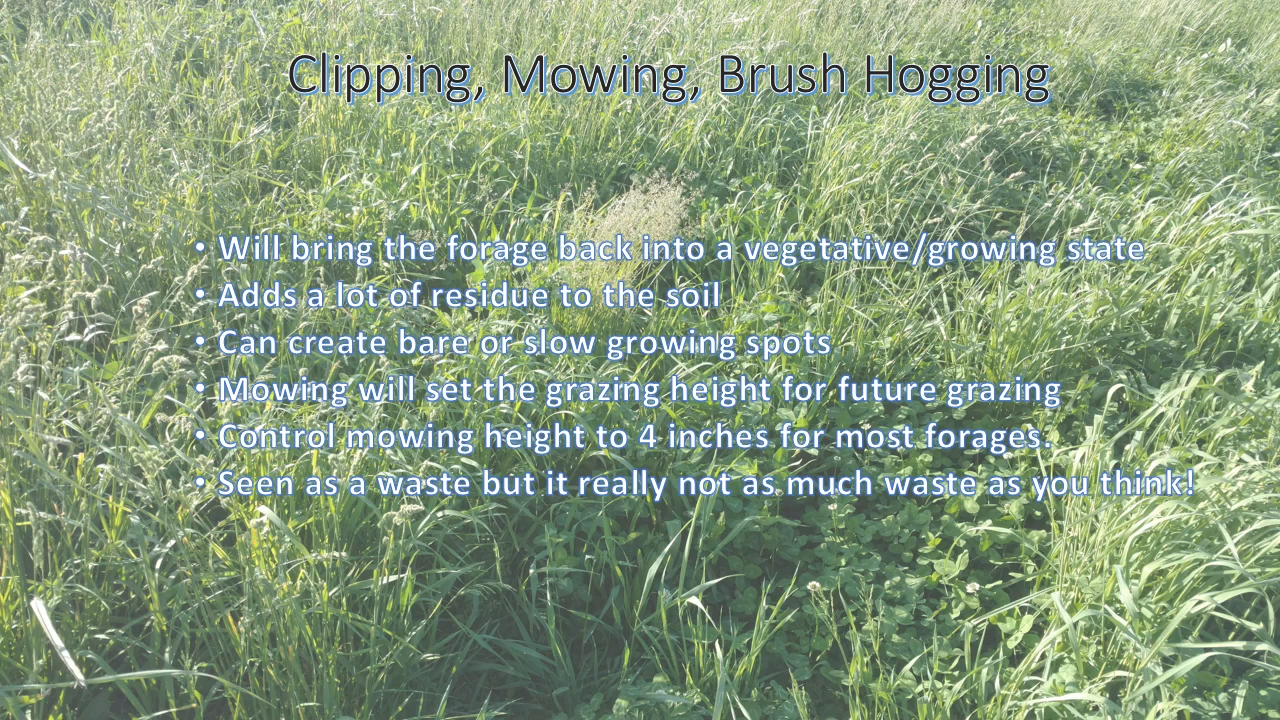 Clipping, Mowing, Brush Hogging
• Will bring the forage back into a vegetative/growing state
• Adds a lot of residue to the soil
• Can create bare or slow growing spots
• Mowing will set the grazing height for future grazing
• Control mowing height to 4 inches for most forages.
• Seen as a waste but it really not as much waste as you think!